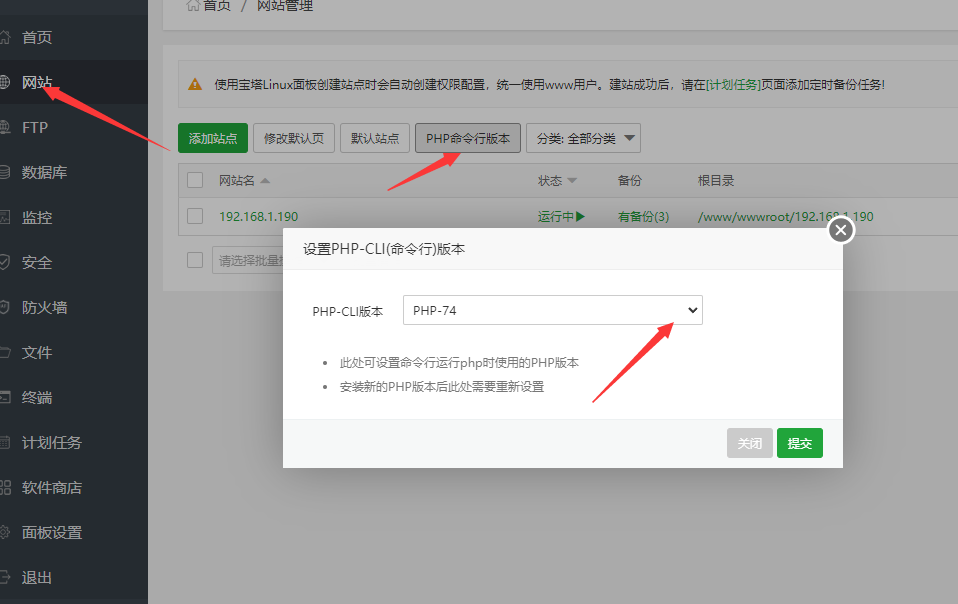 首页 / 网站管理
首页
网站
FTP
数据库
监控
安全
防火墙
文件
终端
计划任务
软件商店
面板设置
退出
使用宝塔Linux面板创建站点时会自动创建权限配置，统一使用www用户。建站成功后，请在[计划任务]页面添加定时备份任务!
添加站点 修改默认页 默认站点 PHP命令行版本 分类: 全部分类
网站名 状态 备份 根目录
192.168.1.190 运行中 有备份(3) /www/wwwroot/192.168.1.190
请选择批量
设置PHP-CLI(命令行)版本
PHP-CLI版本 PHP-74
此处可设置命令行运行php时使用的PHP版本
安装新的PHP版本后此处需要重新设置
关闭 提交